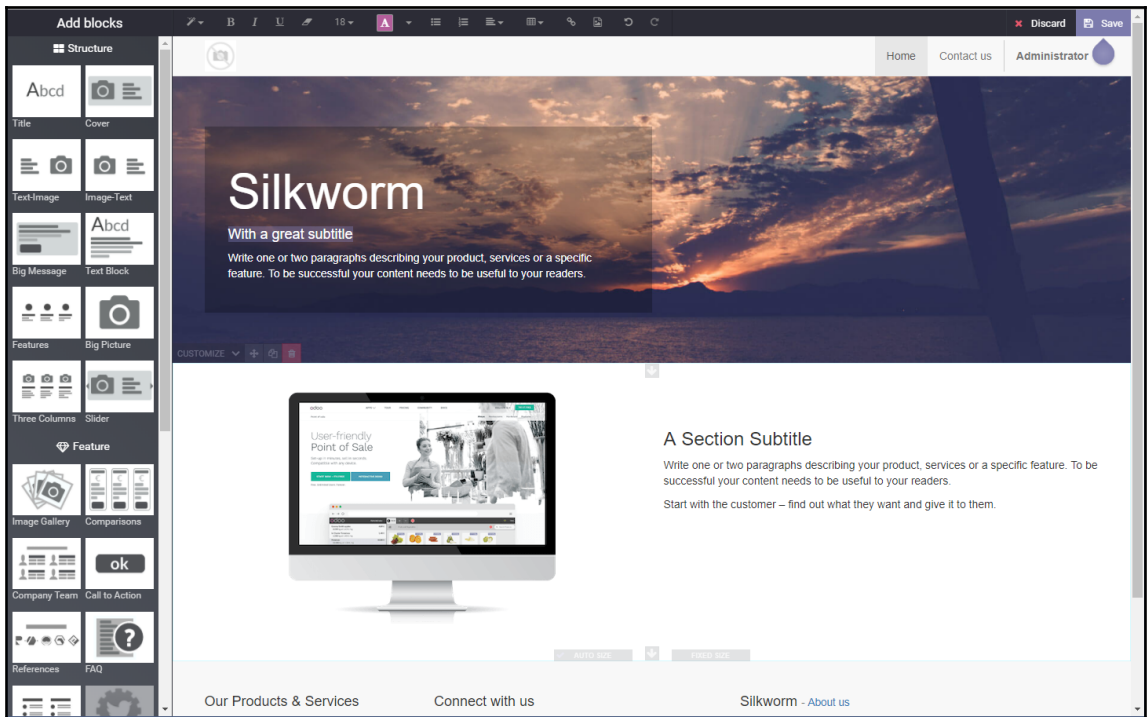 Add blocks
B I U
18
A
Discard
Save
Structure
Abcd
Title
Cover
Text-Image
Image-Text
Abcd
Big Message
Text Block
Features
Big Picture
Three Columns
Slider
Feature
Image Gallery
Comparisons
ok
Company Team
Call to Action
?
References
FAQ
Home
Contact us
Administrator
Silkworm
With a great subtitle
Write one or two paragraphs describing your product, services or a specific
feature. To be successful your content needs to be useful to your readers.
CUSTOMIZE
odoo
User-friendly
Point of Sale
odoo
A Section Subtitle
Write one or two paragraphs describing your product, services or a specific feature. To be
successful your content needs to be useful to your readers.
Start with the customer – find out what they want and give it to them.
AUTO SIZE
FIXED SIZE
Our Products & Services
Connect with us
Silkworm - About us